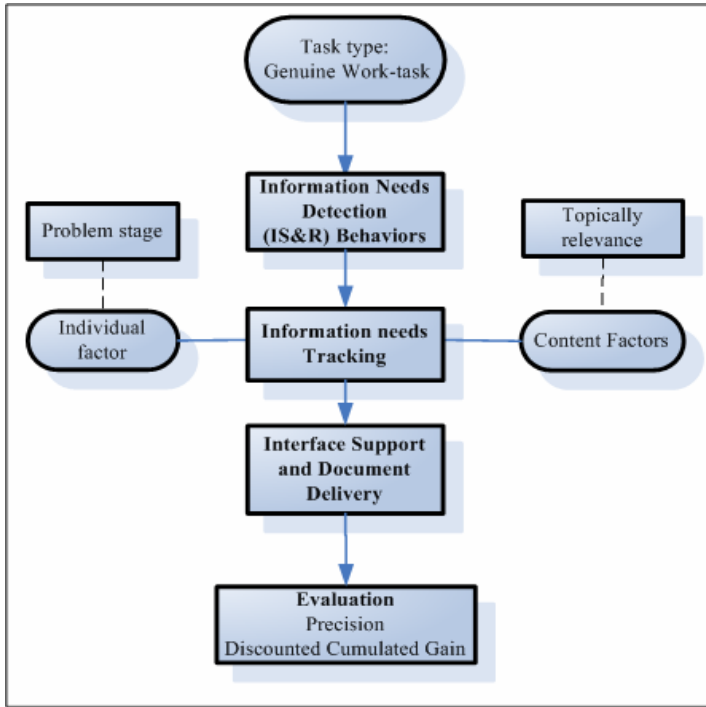 Task type:
Genuine Work-task
Information Needs
Detection
(IS&R) Behaviors
Problem stage
Topically
relevance
Individual
factor
Information needs
Tracking
Content Factors
Interface Support
and Document
Delivery
Evaluation
Precision
Discounted Cumulated Gain